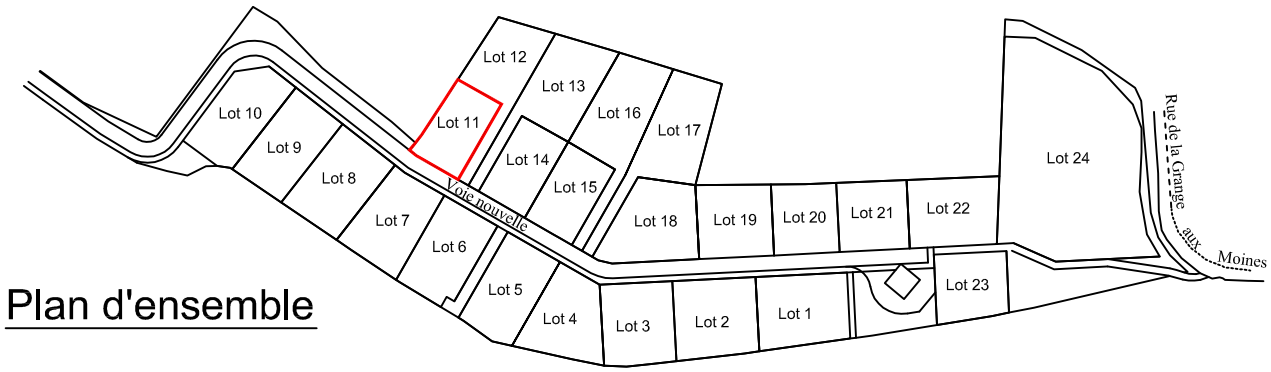 Lot 12
Lot 13
Lot 10
Lot 11
Lot 16
Lot 17
Lot 9
Lot 14
Lot 24
Rue de la Grange
aux
Moines
Lot 8
Lot 15
Voie nouvelle
Lot 7
Lot 18
Lot 19
Lot 20
Lot 21
Lot 22
Lot 6
Lot 5
Lot 23
Plan d'ensemble
Lot 4
Lot 3
Lot 2
Lot 1